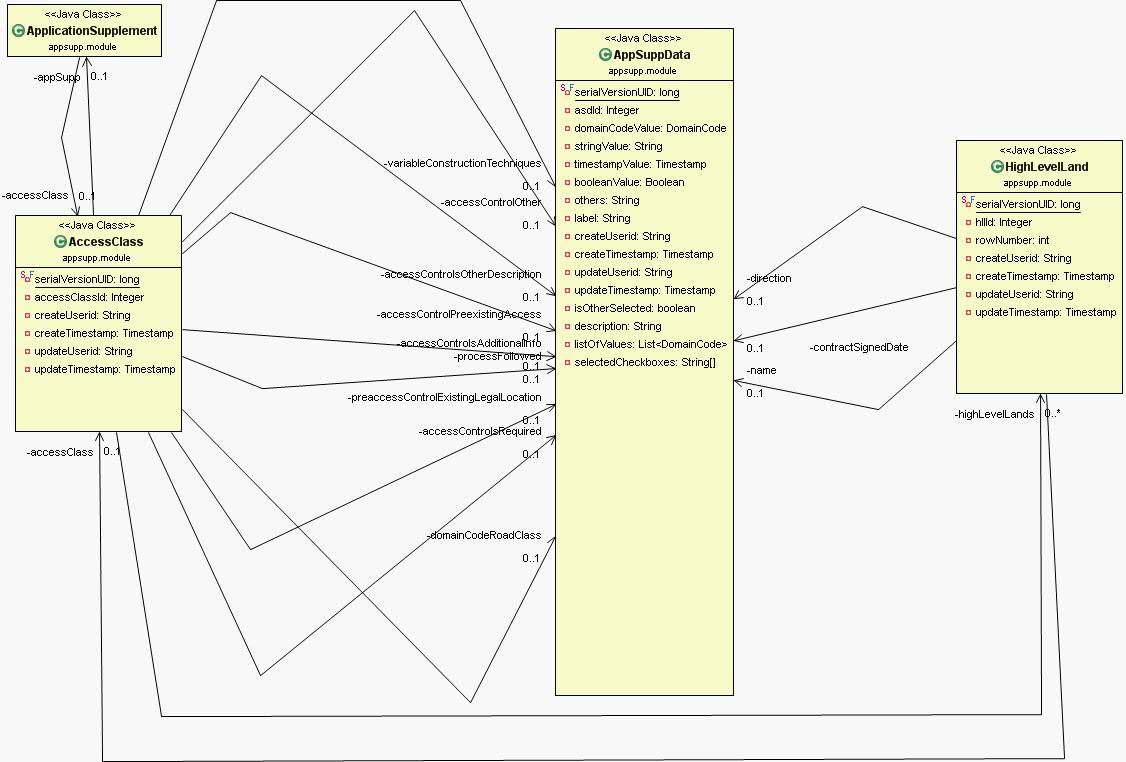 <<Java Class>>
ApplicationSupplement
appsupp.module
-appSupp
0..1
-accessClass
0..1
<<Java Class>>
AccessClass
appsupp.module
S F
serialVersionUID: long
accessClassId: Integer
createUserid: String
createTimestamp: Timestamp
updateUserid: String
updateTimestamp: Timestamp
-accessClass
0..1
-variableConstructionTechniques
0..1
-accessControlOther
0..1
-accessControlsOtherDescription
0..1
-accessControlPreexistingAccess
0..1
-accessControlsAdditionalInfo
0..1
-processFollowed
0..1
-preaccessControlExistingLegalLocation
0..1
-accessControlsRequired
0..1
-domainCodeRoadClass
0..1
<<Java Class>>
AppSuppData
appsupp.module
S F
serialVersionUID: long
asdId: Integer
domainCodeValue: DomainCode
stringValue: String
timestampValue: Timestamp
booleanValue: Boolean
others: String
label: String
createUserid: String
createTimestamp: Timestamp
updateUserid: String
updateTimestamp: Timestamp
isOtherSelected: boolean
description: String
listOfValues: List<DomainCode>
selectedCheckboxes: String[]
-direction
0..1
0..1
-contractSignedDate
-name
0..1
<<Java Class>>
HighLevelLand
appsupp.module
S F
serialVersionUID: long
hllId: Integer
rowNumber: int
createUserid: String
createTimestamp: Timestamp
updateUserid: String
updateTimestamp: Timestamp
-highLevelLands
0..*